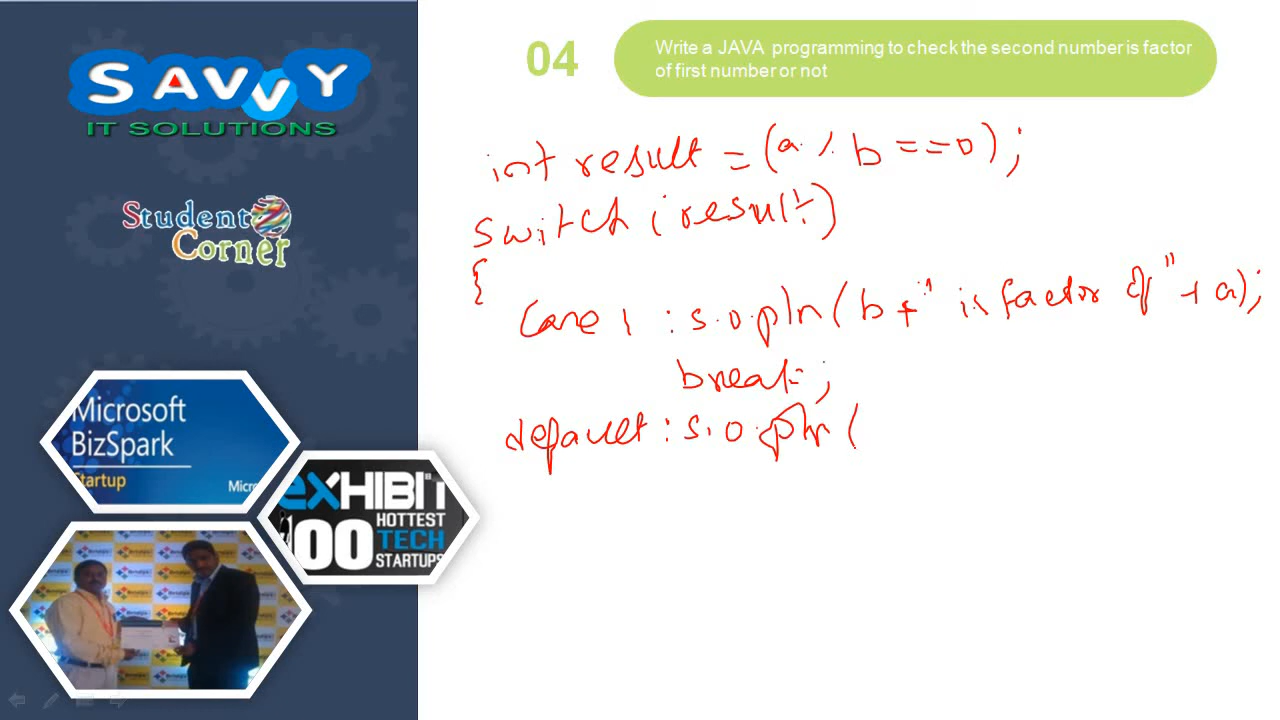 SAVVY
IT SOLUTIONS
Student
Corner
Microsoft
BizSpark
Startup
Micros
eXHIBIT
100 HOTTEST
TECH
STARTUPS
04
Write a JAVA programming to check the second number is factor
of first number or not
int result = (a % b == 0);
switch (result)
{
case 1 : s.o.pln( b + " is factor of " + a);
break;
default : s.o.pln (